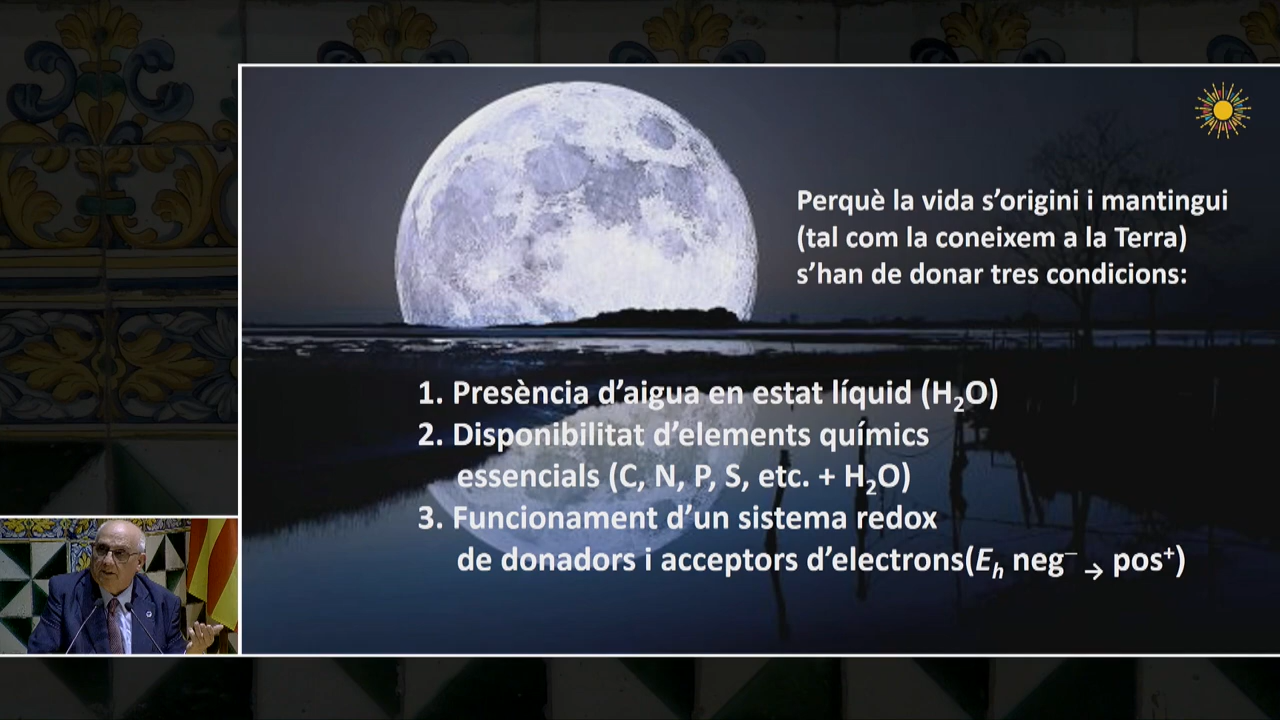 Perquè la vida s’origini i mantingui
(tal com la coneixem a la Terra)
s’han de donar tres condicions:
1. Presència d’aigua en estat líquid (H₂O)
2. Disponibilitat d’elements químics
essencials (C, N, P, S, etc. + H₂O)
3. Funcionament d’un sistema redox
de donadors i acceptors d’electrons(Eₕ neg⁻ → pos⁺)